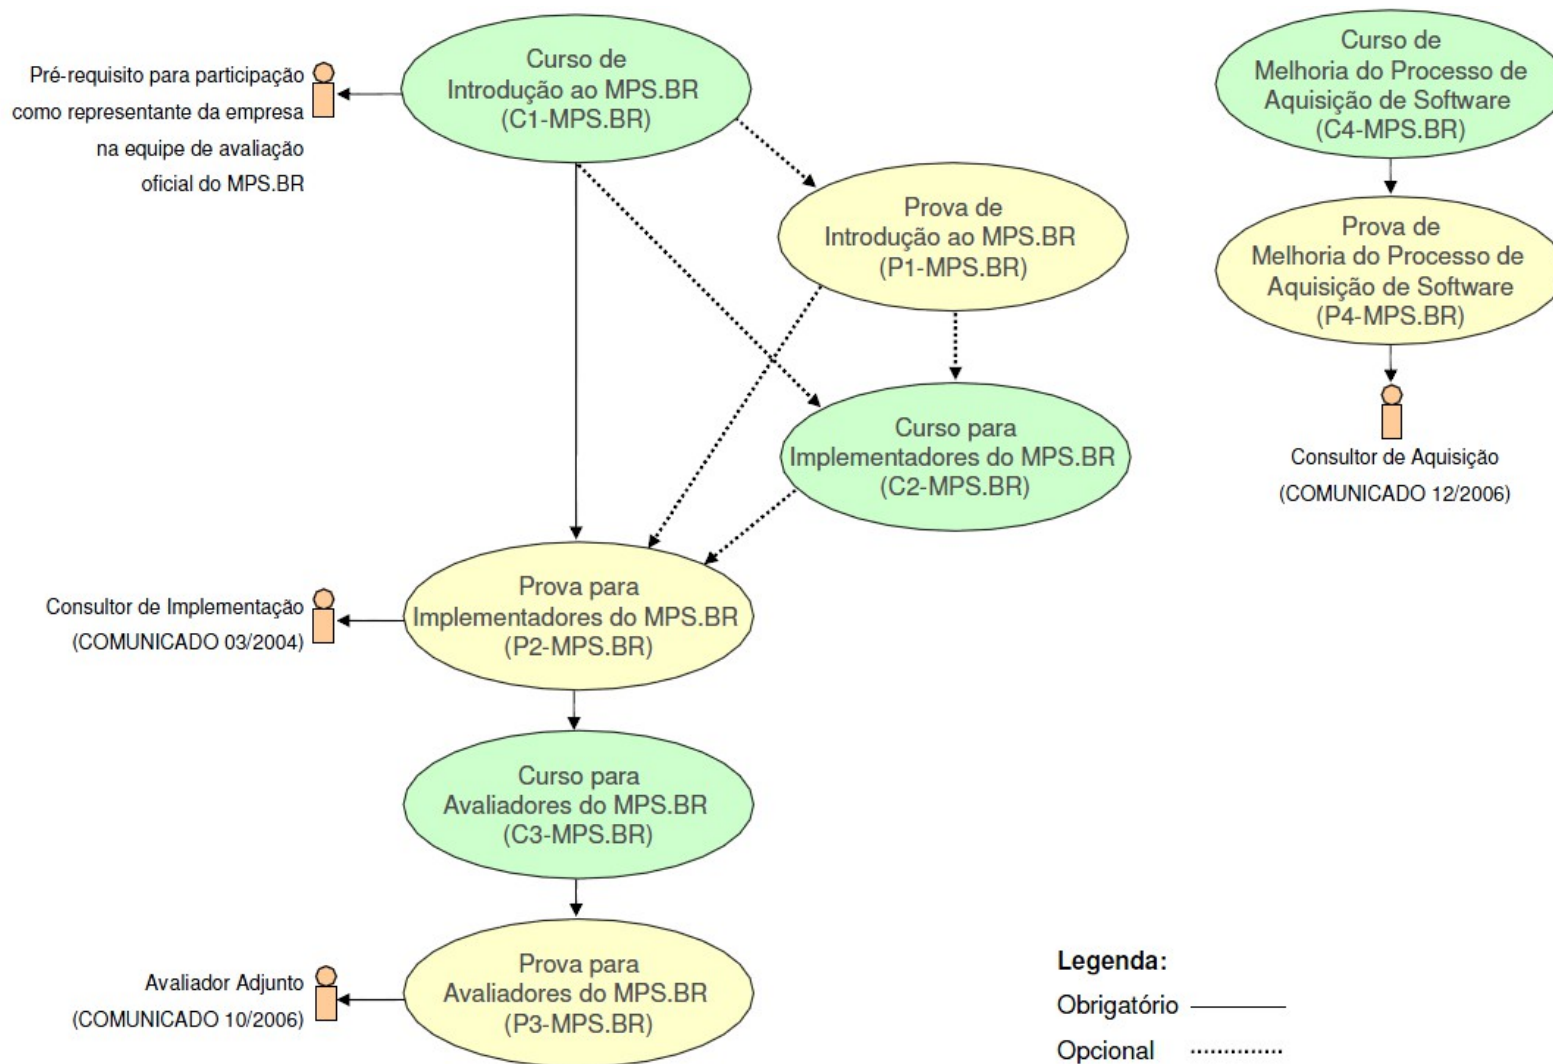 Curso de
Introdução ao MPS.BR
(C1-MPS.BR)
Pré-requisito para participação
como representante da empresa
na equipe de avaliação
oficial do MPS.BR
Prova de
Introdução ao MPS.BR
(P1-MPS.BR)
Curso para
Implementadores do MPS.BR
(C2-MPS.BR)
Prova para
Implementadores do MPS.BR
(P2-MPS.BR)
Consultor de Implementação
(COMUNICADO 03/2004)
Curso para
Avaliadores do MPS.BR
(C3-MPS.BR)
Prova para
Avaliadores do MPS.BR
(P3-MPS.BR)
Avaliador Adjunto
(COMUNICADO 10/2006)
Curso de
Melhoria do Processo de
Aquisição de Software
(C4-MPS.BR)
Prova de
Melhoria do Processo de
Aquisição de Software
(P4-MPS.BR)
Consultor de Aquisição
(COMUNICADO 12/2006)
Legenda:
Obrigatório
Opcional